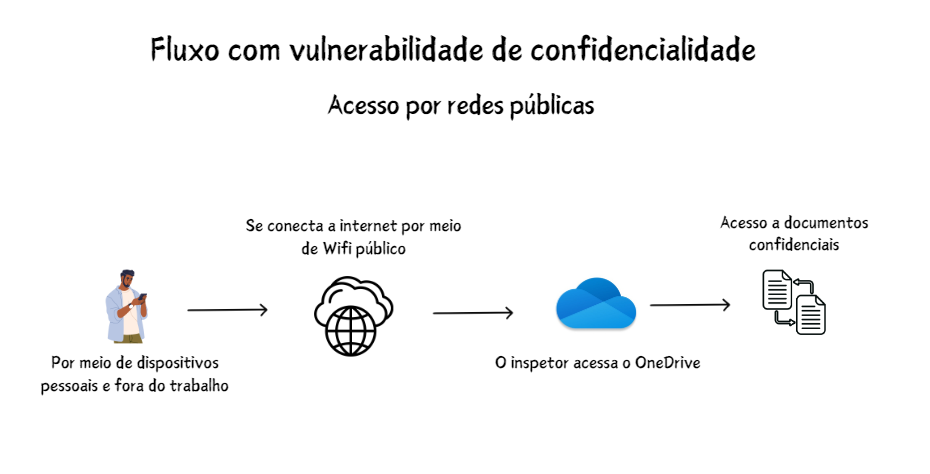 Fluxo com vulnerabilidade de confidencialidade
Acesso por redes públicas
Se conecta a internet por meio
de Wifi público
Acesso a documentos
confidenciais
Por meio de dispositivos
pessoais e fora do trabalho
O inspetor acessa o OneDrive